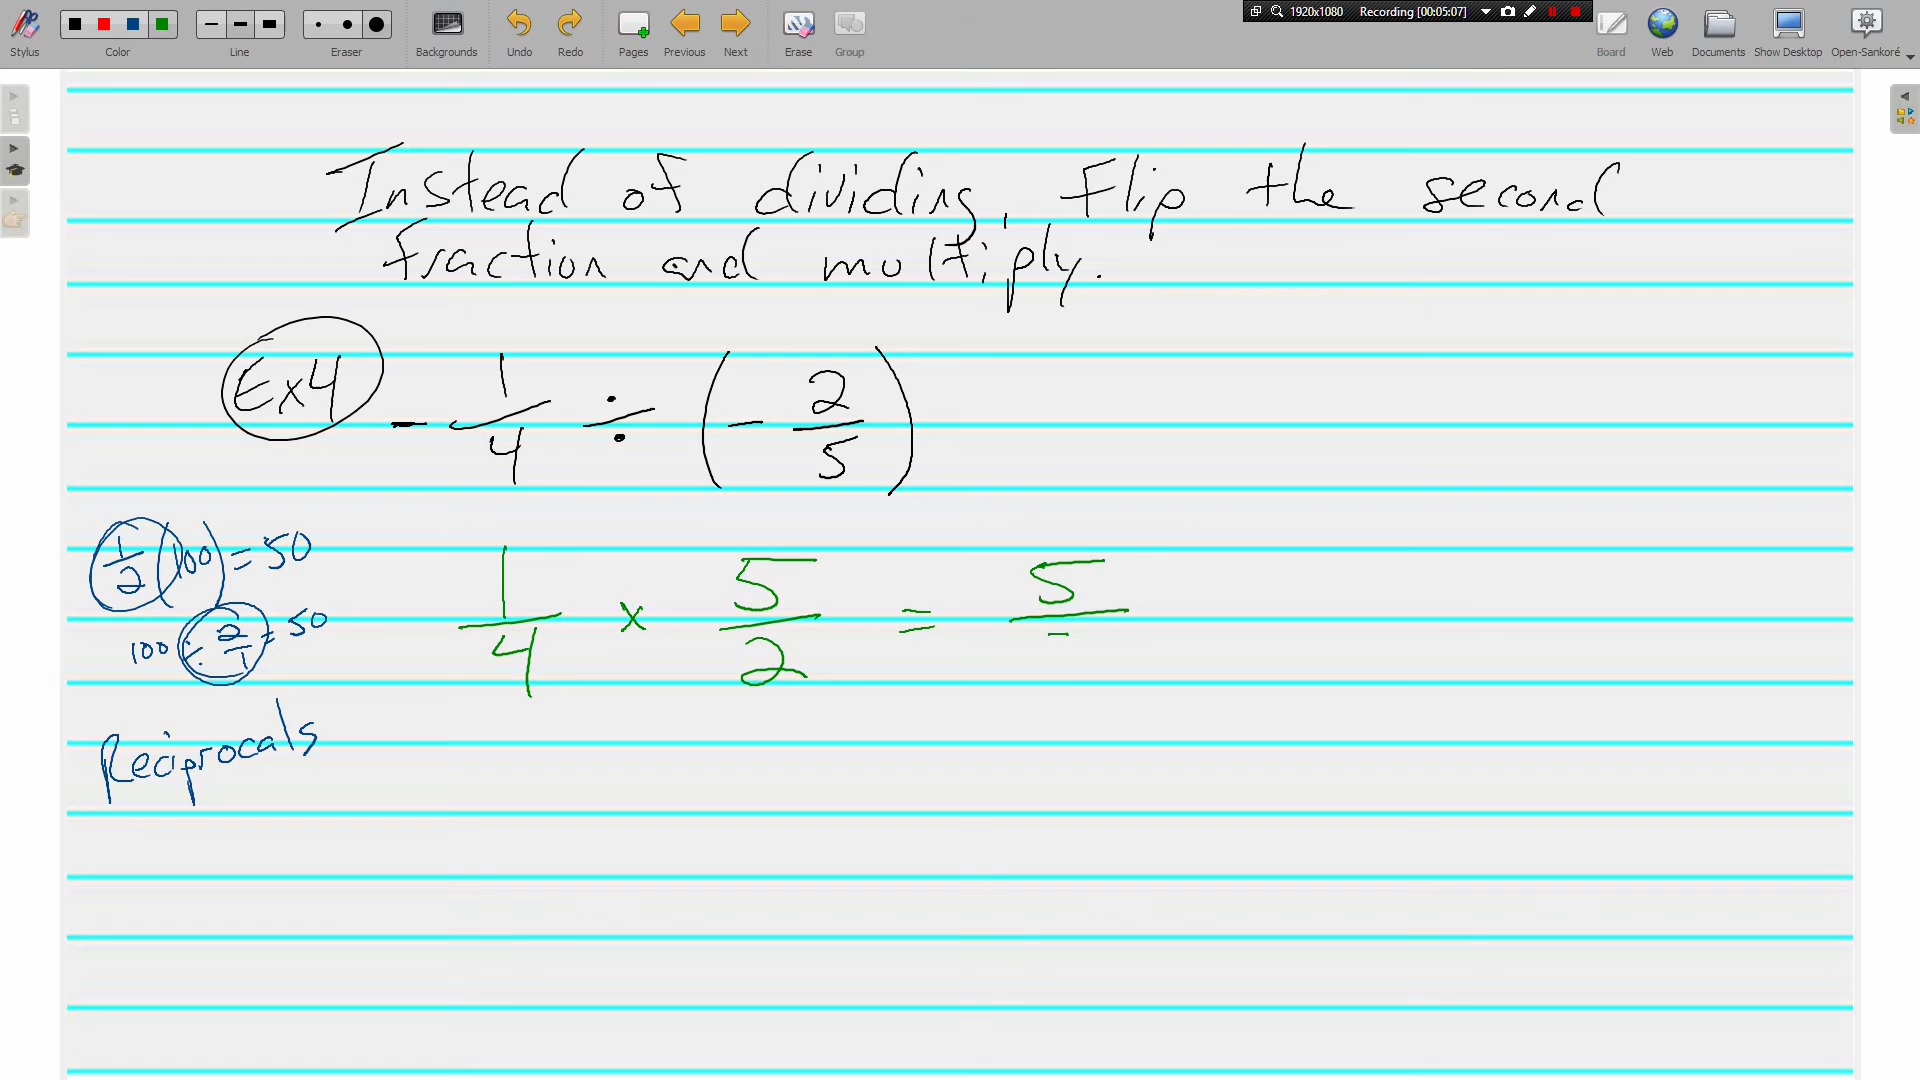 1920x1080 Recording [00:05:07]
Stylus Color Line Eraser Backgrounds Undo Redo Pages Previous Next Erase Group Board Web Documents Show Desktop Open-Sankoré
Instead of dividing, Flip the second
fraction and multiply.
Ex4 - 1/4 ÷ (- 2/5)
1/2 (100) = 50
1/4 x 5/2 = 5/
100 ÷ 2/1 = 50
Reciprocals